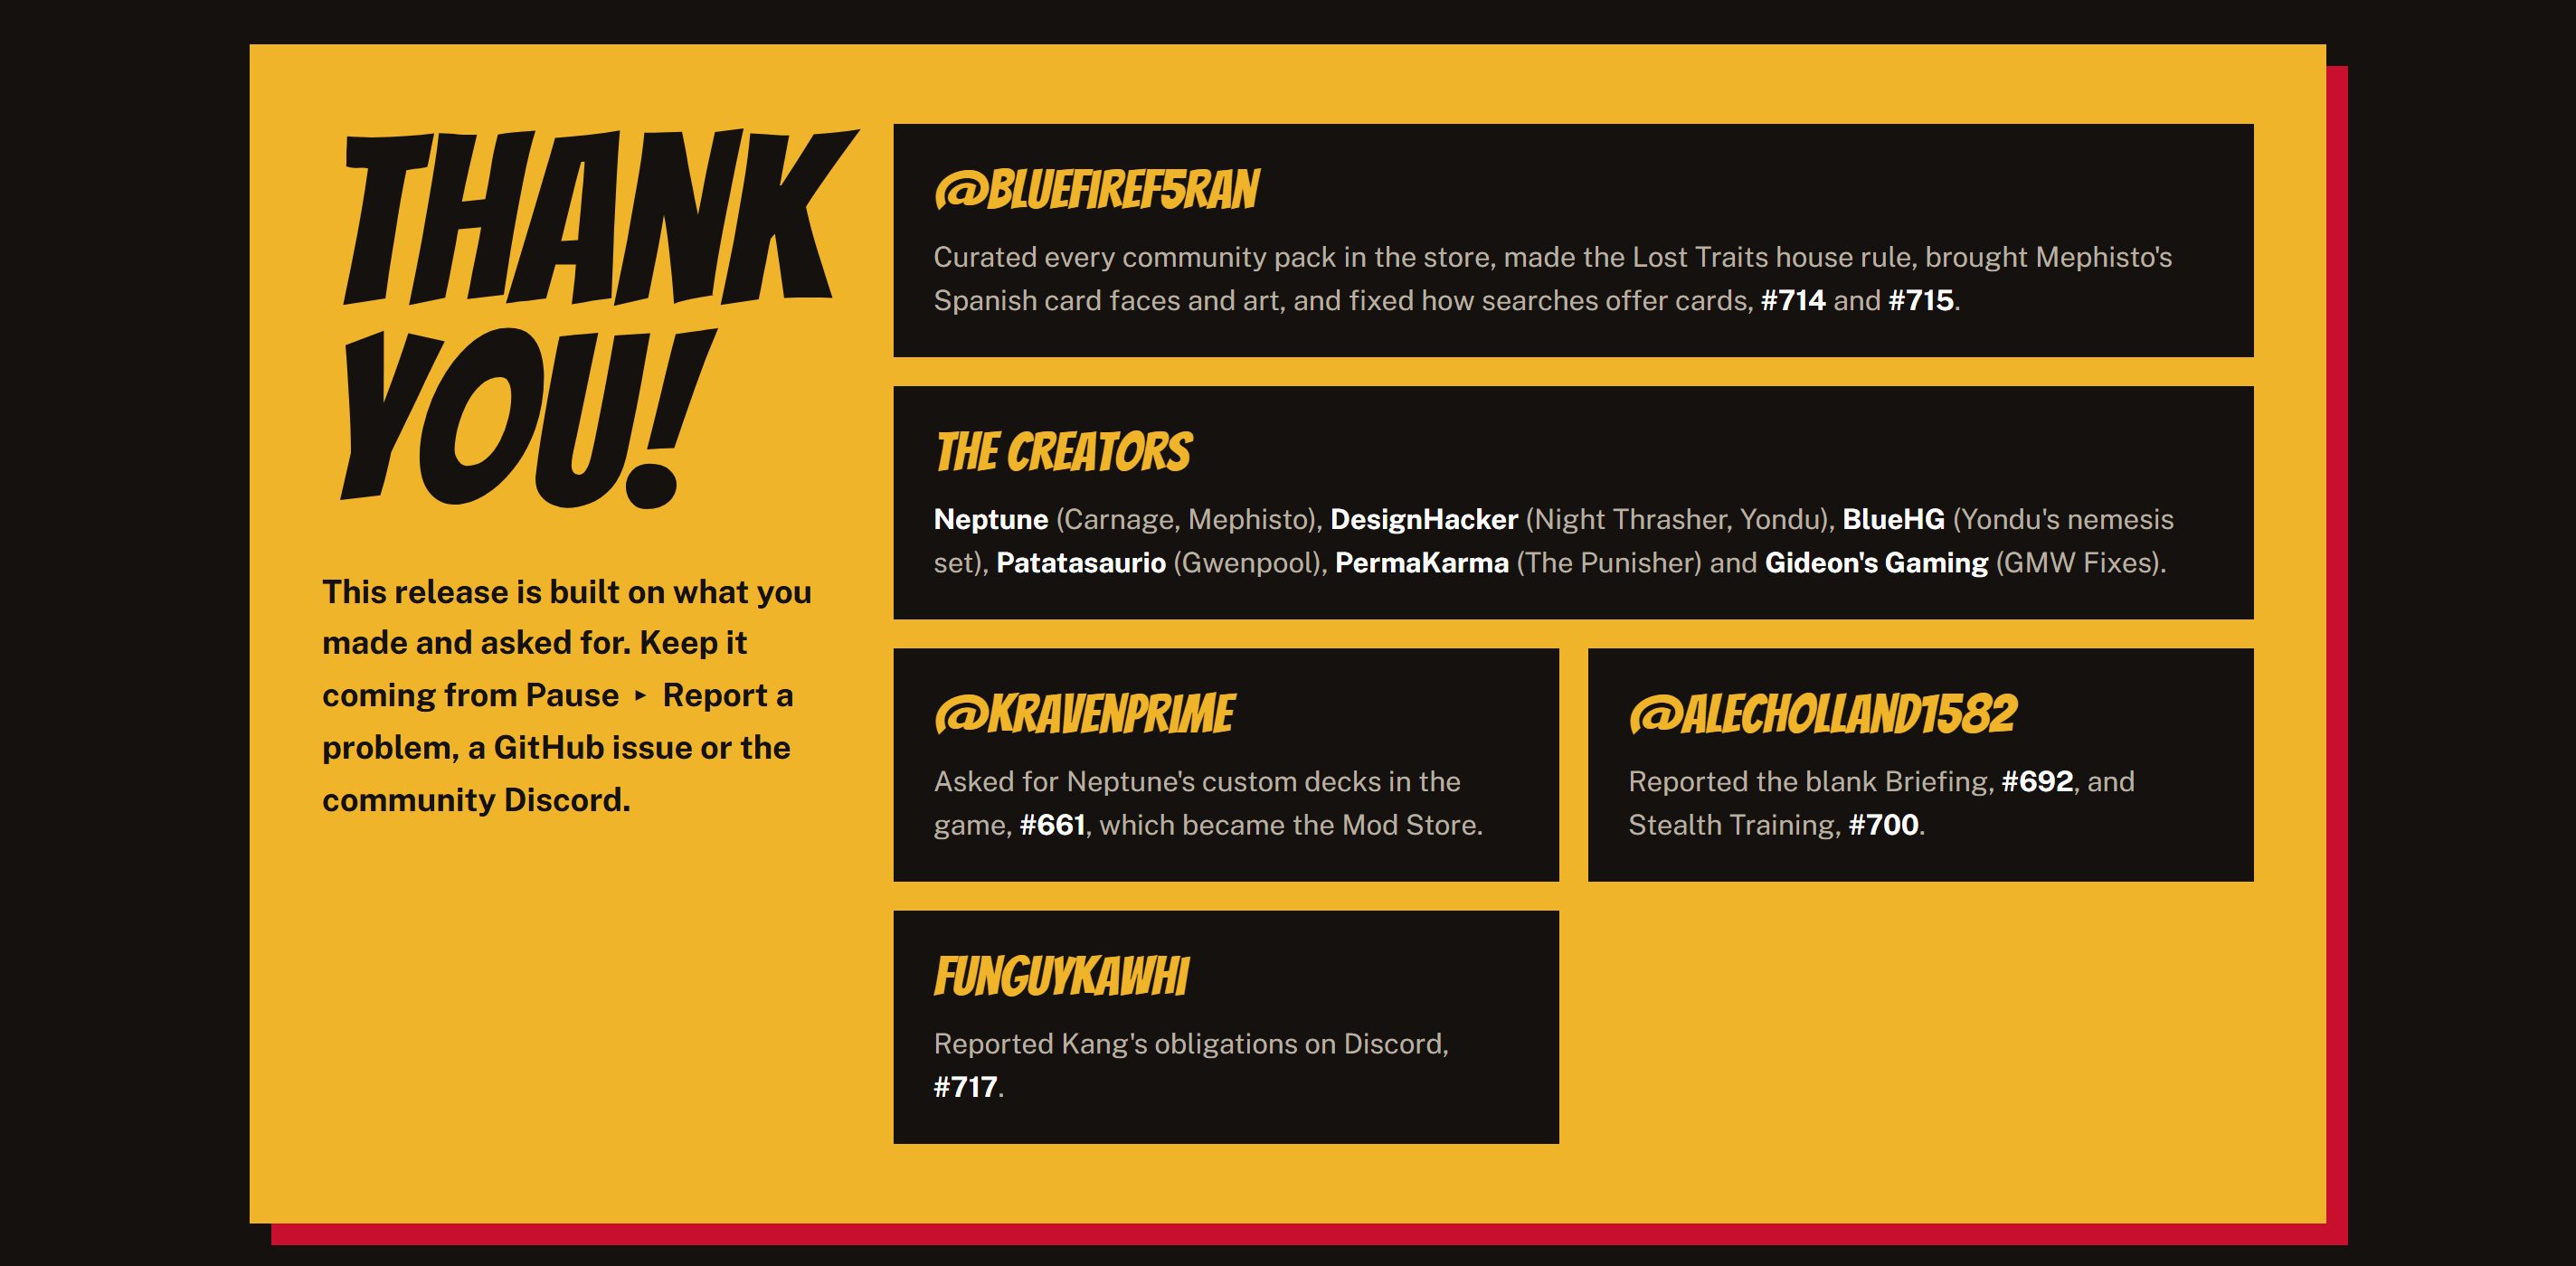 THANK
YOU!
This release is built on what you
made and asked for. Keep it
coming from Pause ▸ Report a
problem, a GitHub issue or the
community Discord.
@BLUEFIREF5RAN
Curated every community pack in the store, made the Lost Traits house rule, brought Mephisto's
Spanish card faces and art, and fixed how searches offer cards, #714 and #715.
THE CREATORS
Neptune (Carnage, Mephisto), DesignHacker (Night Thrasher, Yondu), BlueHG (Yondu's nemesis
set), Patatasaurio (Gwenpool), PermaKarma (The Punisher) and Gideon's Gaming (GMW Fixes).
@KRAVENPRIME
Asked for Neptune's custom decks in the
game, #661, which became the Mod Store.
@ALECHOLLAND1582
Reported the blank Briefing, #692, and
Stealth Training, #700.
FUNGUYKAWHI
Reported Kang's obligations on Discord,
#717.